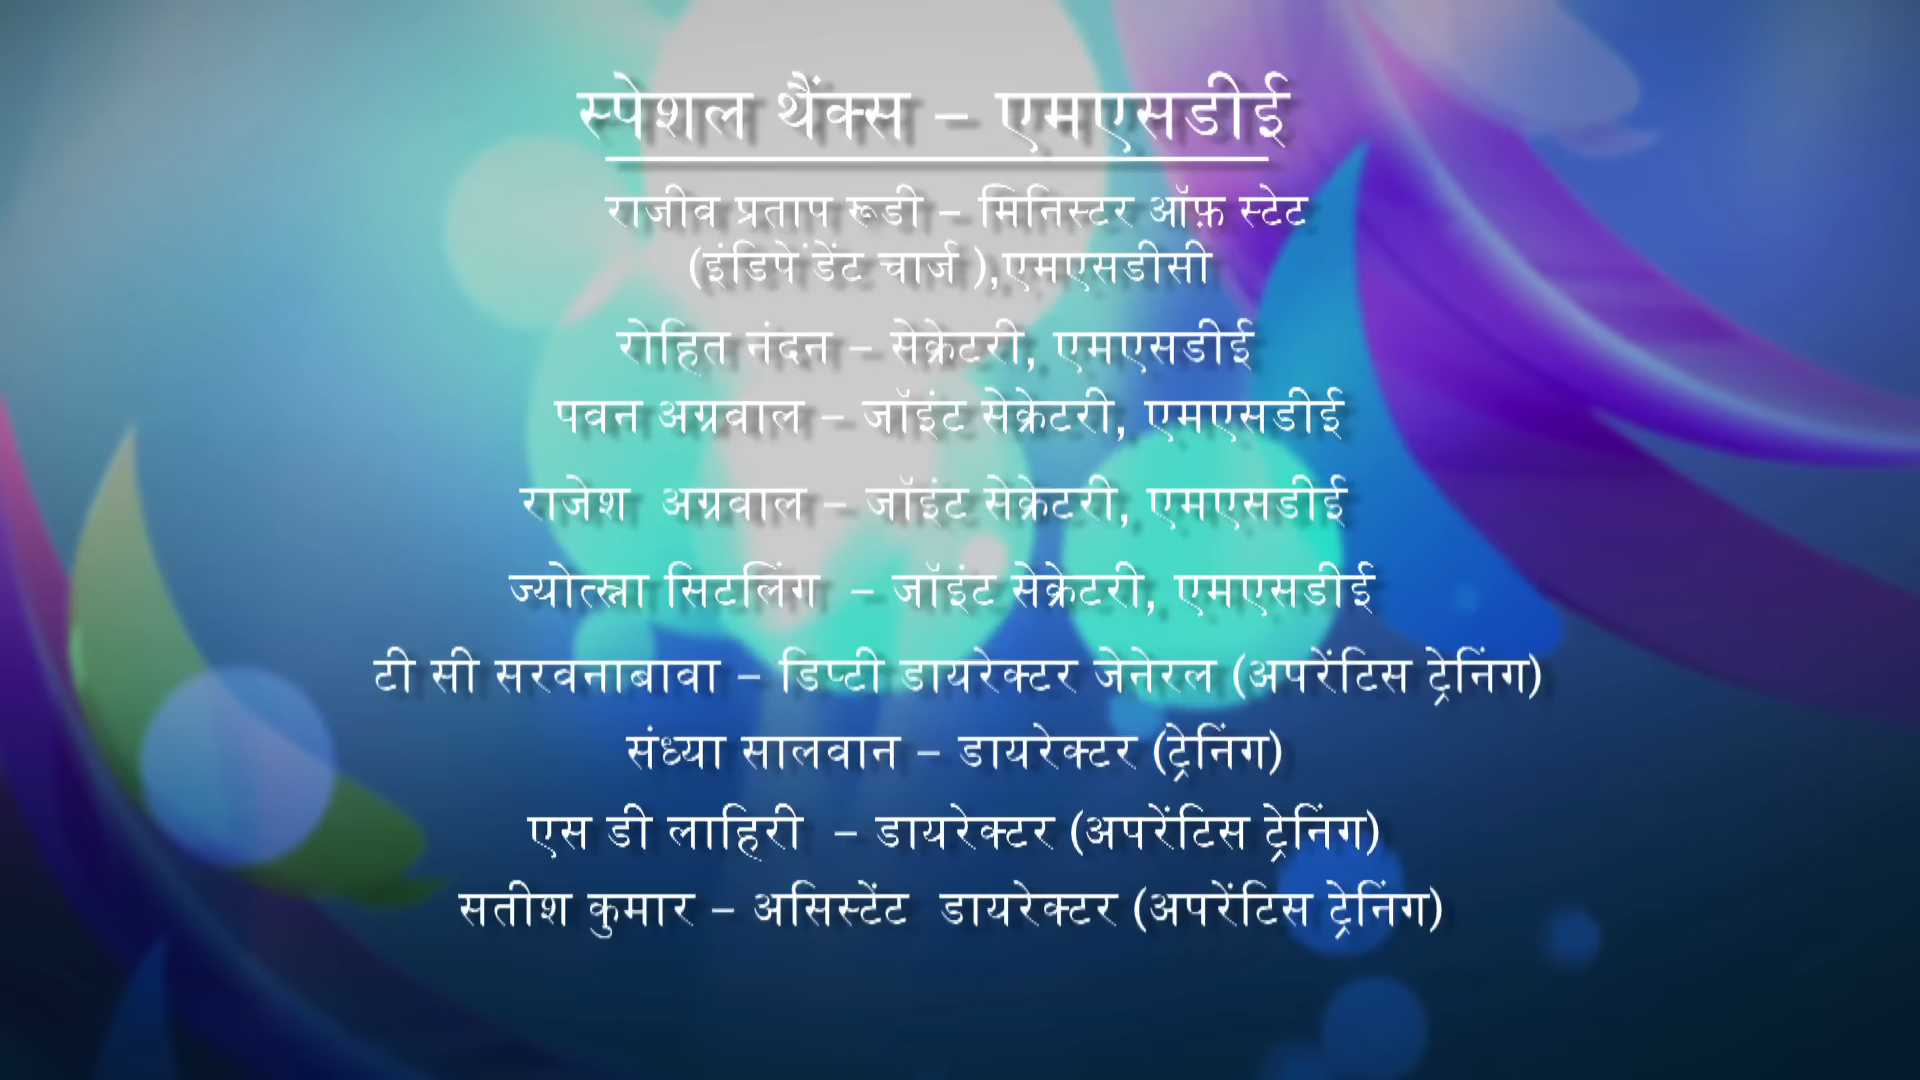 स्पेशल थैंक्स – एमएसडीई
राजीव प्रताप रूडी – मिनिस्टर ऑफ़ स्टेट
(इंडिपेंडेंट चार्ज ),एमएसडीसी
रोहित नंदन – सेक्रेटरी, एमएसडीई
पवन अग्रवाल – जॉइंट सेक्रेटरी, एमएसडीई
राजेश अग्रवाल – जॉइंट सेक्रेटरी, एमएसडीई
ज्योत्स्ना सिटलिंग – जॉइंट सेक्रेटरी, एमएसडीई
टी सी सरवनाबावा – डिप्टी डायरेक्टर जेनेरल (अपरेंटिस ट्रेनिंग)
संध्या सालवान – डायरेक्टर (ट्रेनिंग)
एस डी लाहिरी – डायरेक्टर (अपरेंटिस ट्रेनिंग)
सतीश कुमार – असिस्टेंट डायरेक्टर (अपरेंटिस ट्रेनिंग)